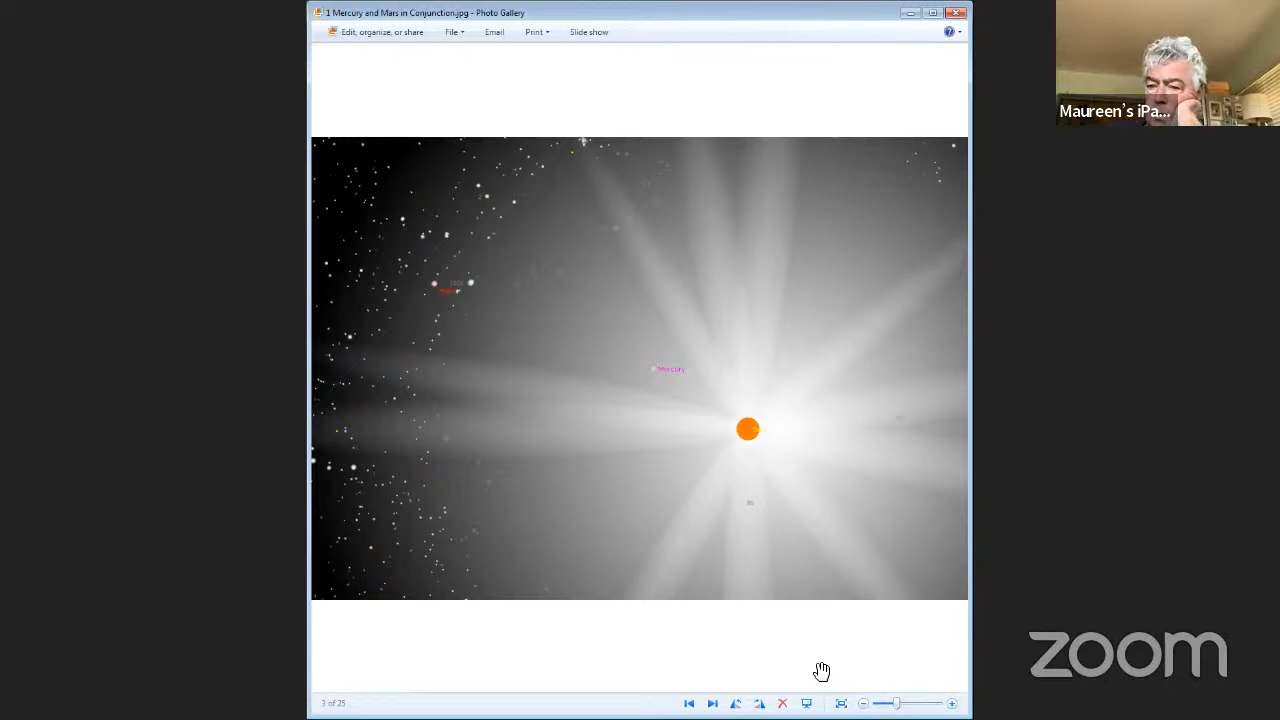 1 Mercury and Mars in Conjunction.jpg - Photo Gallery
Edit, organize, or share File Email Print Slide show
Maureen's iPa...
Mercury
3 of 25
zoom